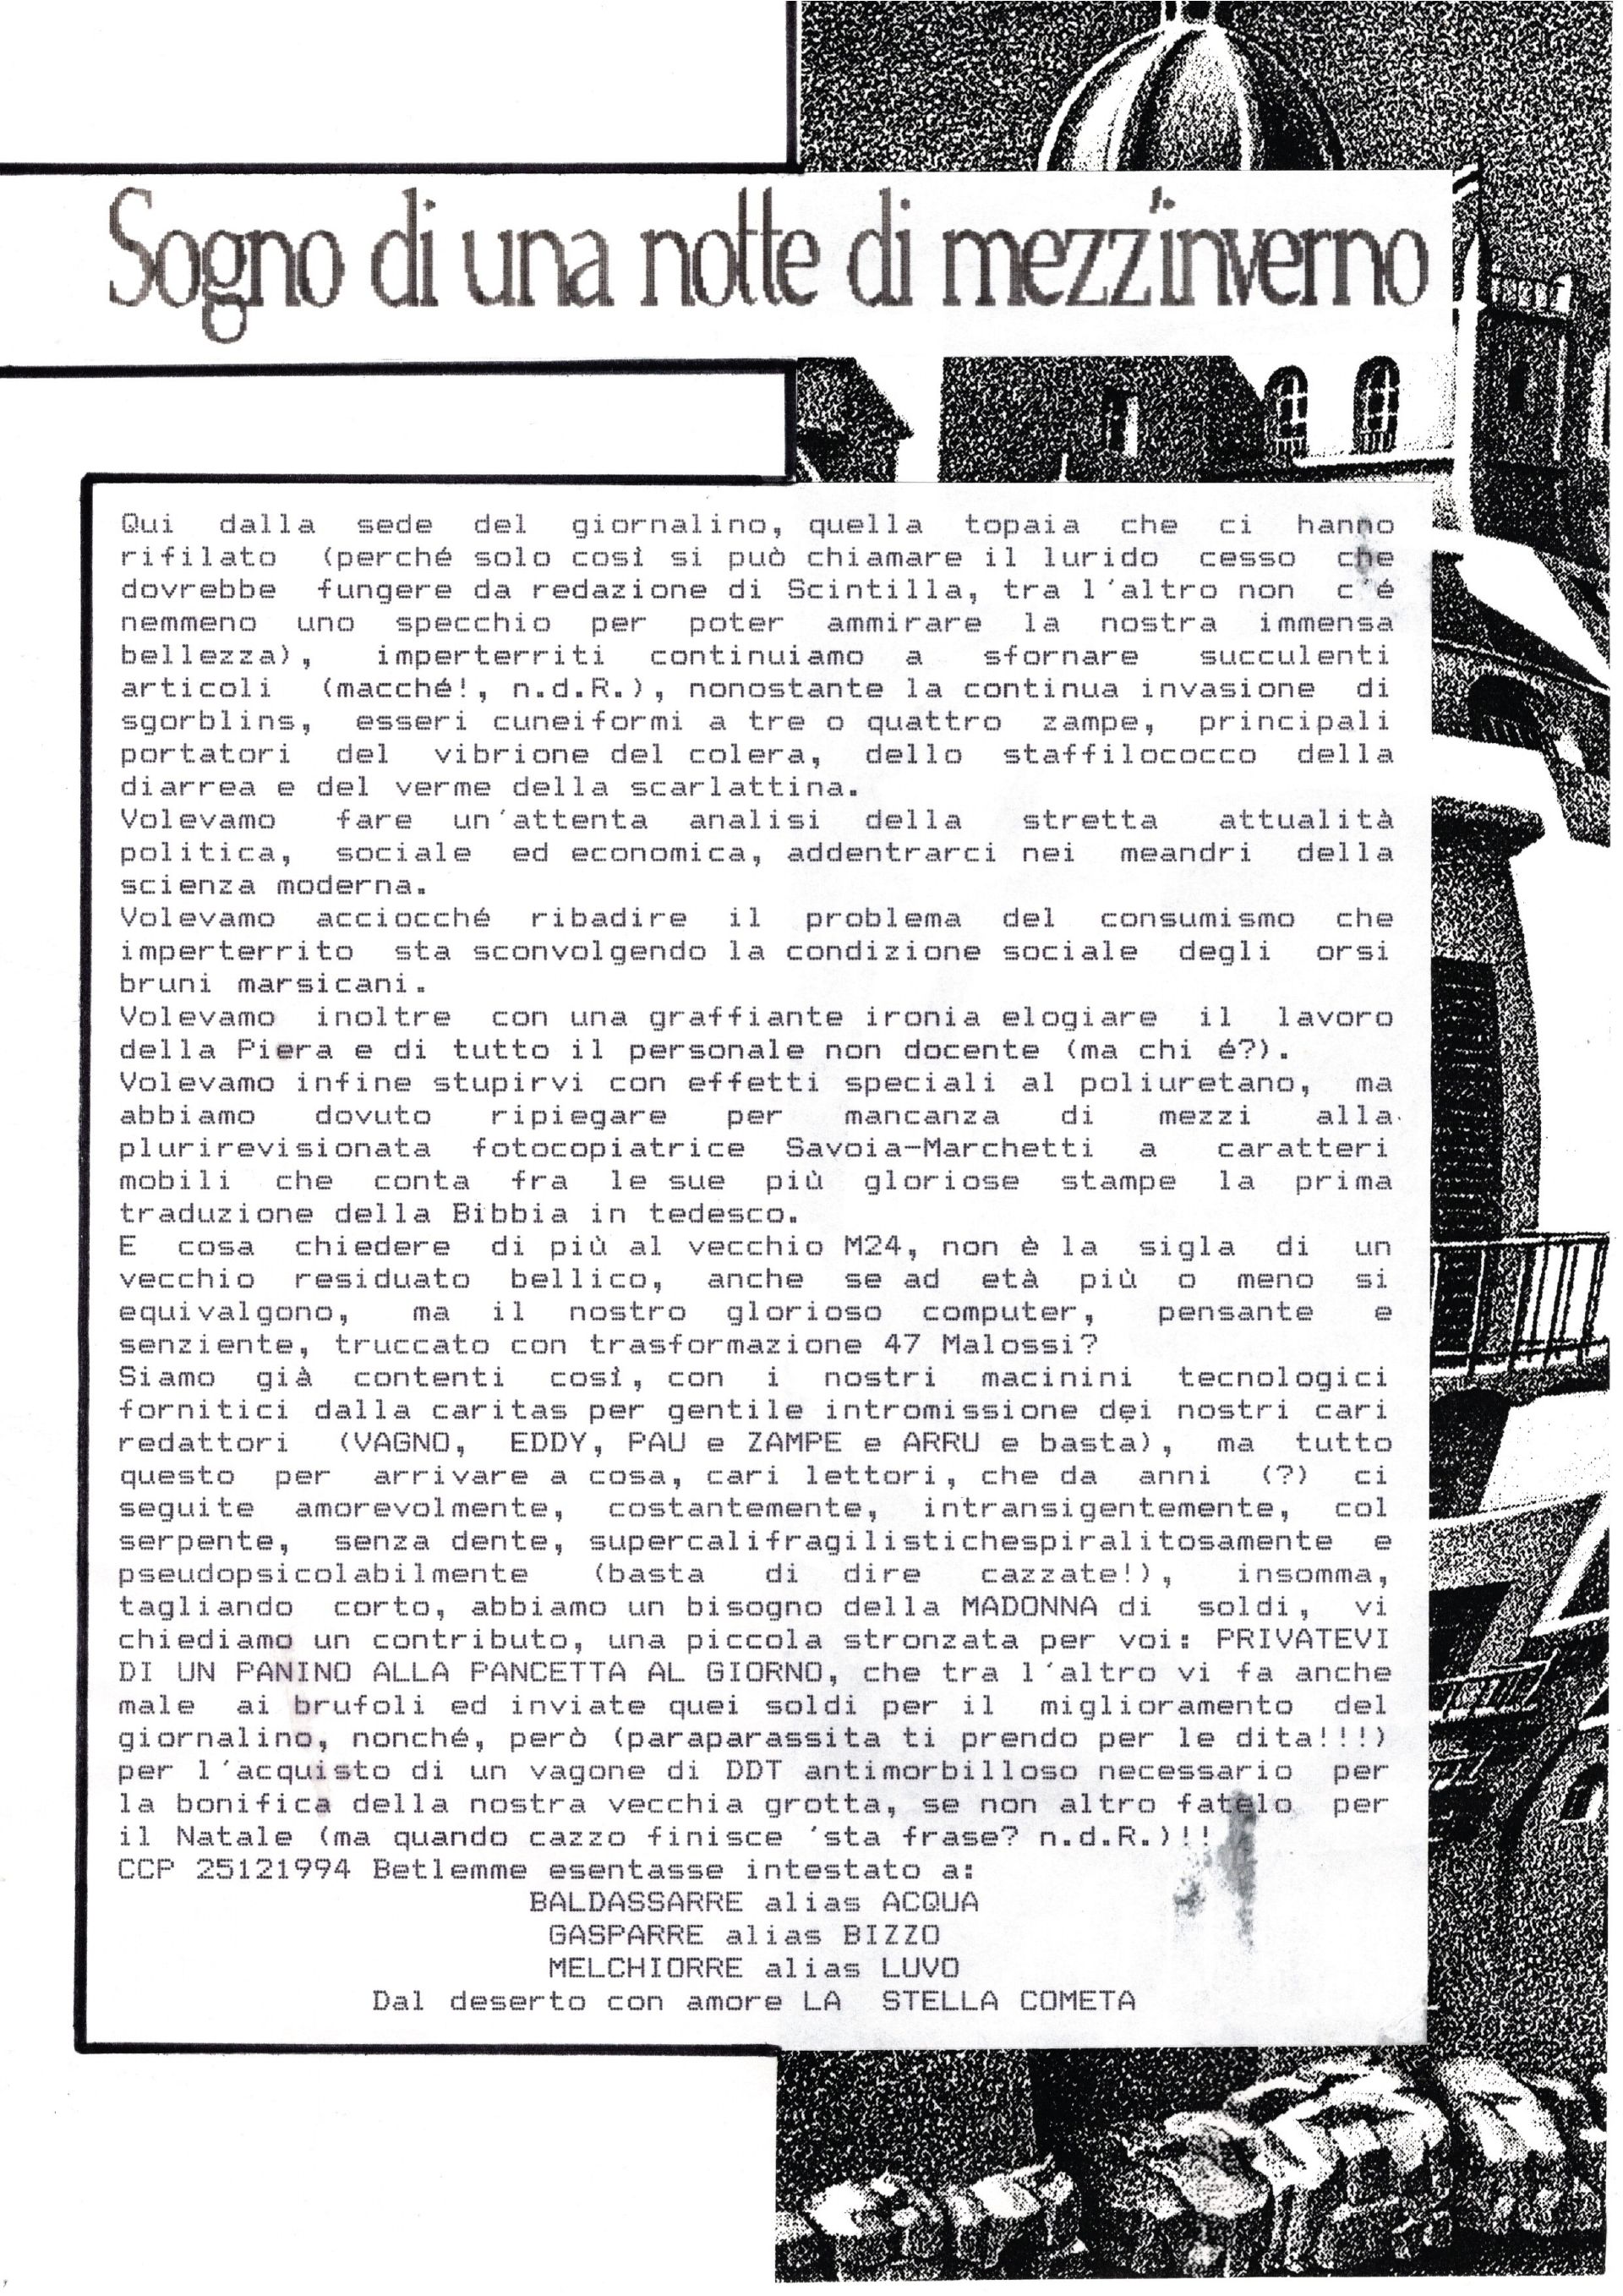 Sogno di una notte di mezz'inverno
Qui dalla sede del giornalino, quella topaia che ci hanno
rifilato (perché solo così si può chiamare il lurido cesso che
dovrebbe fungere da redazione di Scintilla, tra l'altro non c'é
nemmeno uno specchio per poter ammirare la nostra immensa
bellezza), imperterriti continuiamo a sfornare succulenti
articoli (macché!, n.d.R.), nonostante la continua invasione di
sgorblins, esseri cuneiformi a tre o quattro zampe, principali
portatori del vibrione del colera, dello staffilococco della
diarrea e del verme della scarlattina.
Volevamo fare un'attenta analisi della stretta attualità
politica, sociale ed economica, addentrarci nei meandri della
scienza moderna.
Volevamo acciocché ribadire il problema del consumismo che
imperterrito sta sconvolgendo la condizione sociale degli orsi
bruni marsicani.
Volevamo inoltre con una graffiante ironia elogiare il lavoro
della Piera e di tutto il personale non docente (ma chi é?).
Volevamo infine stupirvi con effetti speciali al poliuretano, ma
abbiamo dovuto ripiegare per mancanza di mezzi alla
plurirevisionata fotocopiatrice Savoia-Marchetti a caratteri
mobili che conta fra le sue più gloriose stampe la prima
traduzione della Bibbia in tedesco.
E cosa chiedere di più al vecchio M24, non è la sigla di un
vecchio residuato bellico, anche se ad età più o meno si
equivalgono, ma il nostro glorioso computer, pensante e
senziente, truccato con trasformazione 47 Malossi?
Siamo già contenti così, con i nostri macinini tecnologici
fornitici dalla caritas per gentile intromissione dei nostri cari
redattori (VAGNO, EDDY, PAU e ZAMPE e ARRU e basta), ma tutto
questo per arrivare a cosa, cari lettori, che da anni (?) ci
seguite amorevolmente, costantemente, intransigentemente, col
serpente, senza dente, supercalifragilistichespiralitosamente e
pseudopsicolabilmente (basta di dire cazzate!), insomma,
tagliando corto, abbiamo un bisogno della MADONNA di soldi, vi
chiediamo un contributo, una piccola stronzata per voi: PRIVATEVI
DI UN PANINO ALLA PANCETTA AL GIORNO, che tra l'altro vi fa anche
male ai brufoli ed inviate quei soldi per il miglioramento del
giornalino, nonché, però (paraparassita ti prendo per le dita!!!)
per l'acquisto di un vagone di DDT antimorbilloso necessario per
la bonifica della nostra vecchia grotta, se non altro fatelo per
il Natale (ma quando cazzo finisce 'sta frase? n.d.R.)!!
CCP 25121994 Betlemme esentasse intestato a:
BALDASSARRE alias ACQUA
GASPARRE alias BIZZO
MELCHIORRE alias LUVO
Dal deserto con amore LA STELLA COMETA